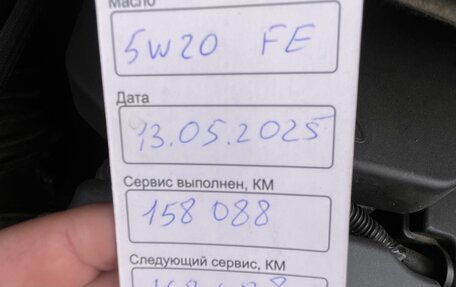 Масло
5W20 FE
Дата
13.05.2025
Сервис выполнен, КМ
158 088
Следующий сервис, КМ